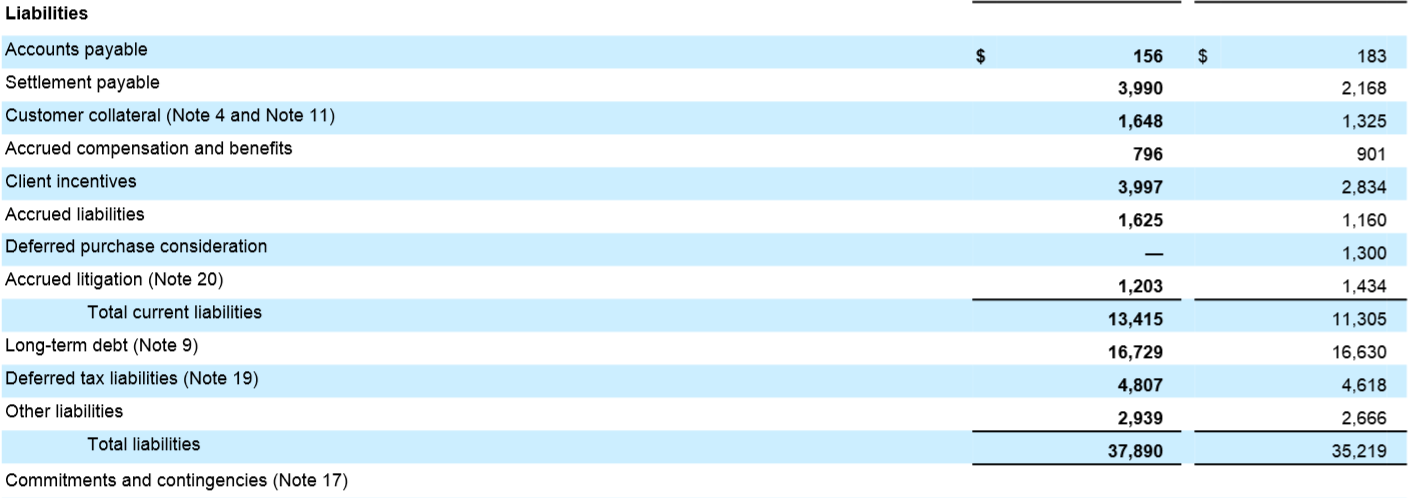 Liabilities
Accounts payable $ 156 $ 183
Settlement payable 3,990 2,168
Customer collateral (Note 4 and Note 11) 1,648 1,325
Accrued compensation and benefits 796 901
Client incentives 3,997 2,834
Accrued liabilities 1,625 1,160
Deferred purchase consideration — 1,300
Accrued litigation (Note 20) 1,203 1,434
Total current liabilities 13,415 11,305
Long-term debt (Note 9) 16,729 16,630
Deferred tax liabilities (Note 19) 4,807 4,618
Other liabilities 2,939 2,666
Total liabilities 37,890 35,219
Commitments and contingencies (Note 17)